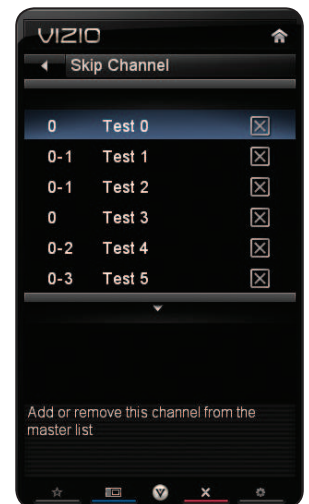 VIZIO
Skip Channel
0 Test 0
0-1 Test 1
0-1 Test 2
0 Test 3
0-2 Test 4
0-3 Test 5
Add or remove this channel from the
master list
V